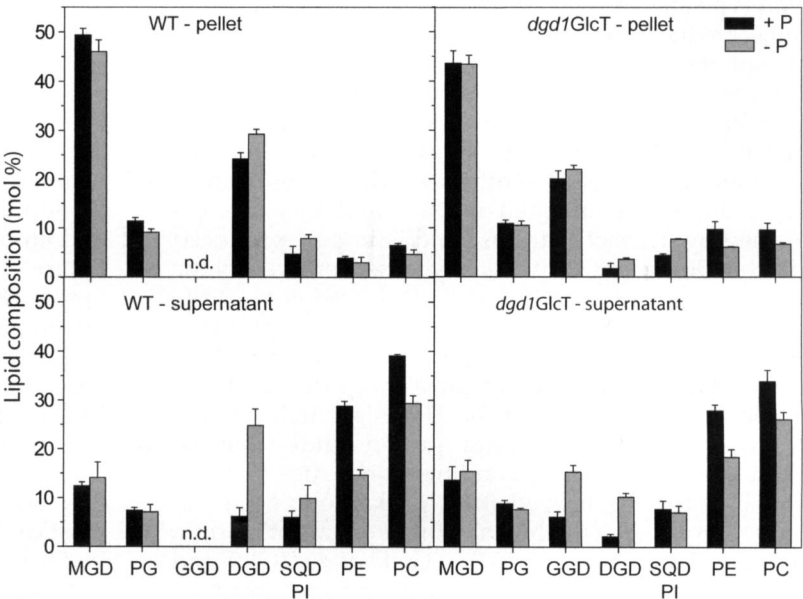 WT - pellet
dgd1GlcT - pellet
+ P
- P
50
40
30
20
10
0
n.d.
Lipid composition (mol %)
WT - supernatant
dgd1GlcT - supernatant
50
40
30
20
10
0
n.d.
MGD PG GGD DGD SQD PE PC
PI
MGD PG GGD DGD SQD PE PC
PI